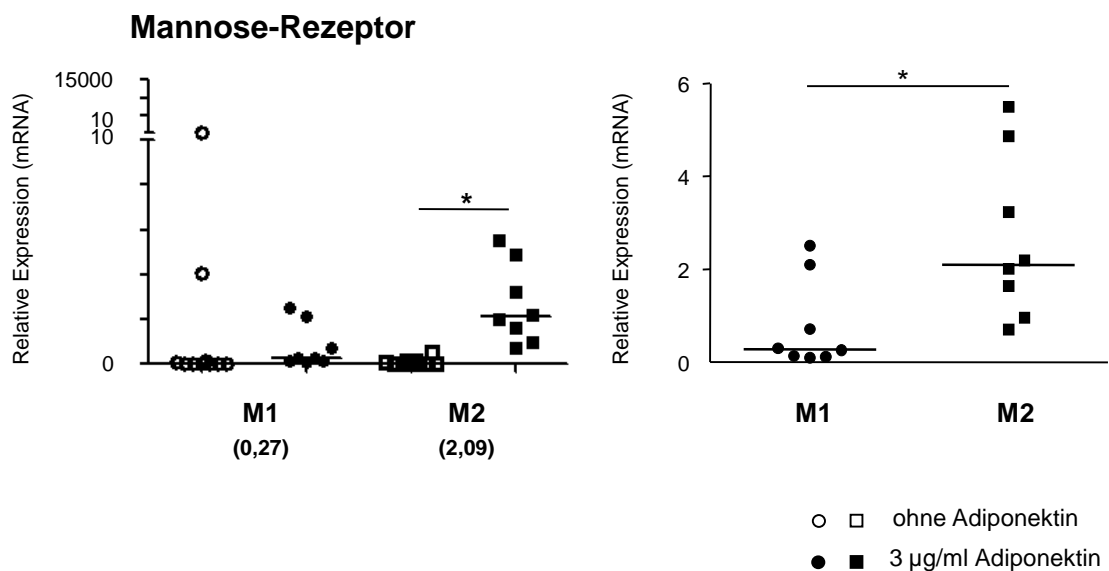 Mannose-Rezeptor
Relative Expression (mRNA)
15000
10
10
0
*
M1
M2
(0,27)
(2,09)
Relative Expression (mRNA)
6
4
2
0
*
M1
M2
ohne Adiponektin
3 µg/ml Adiponektin